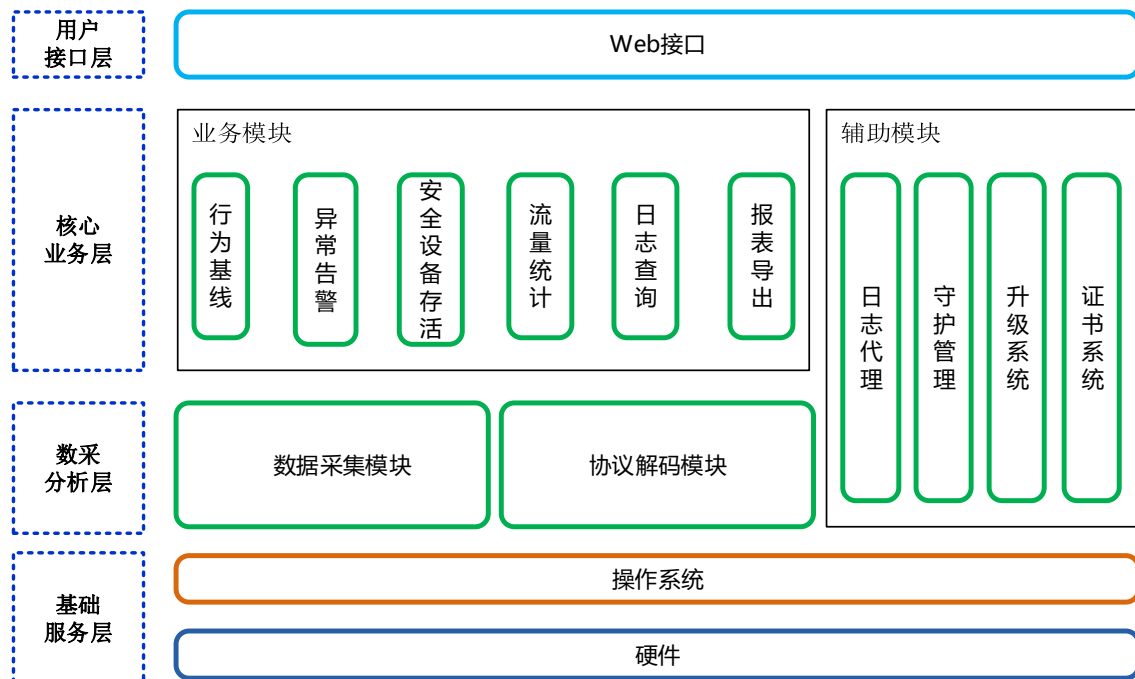 用户
接口层
Web接口
核心
业务层
业务模块
行为基线
异常告警
安全设备存活
流量统计
日志查询
报表导出
辅助模块
日志代理
守护管理
升级系统
证书系统
数采
分析层
数据采集模块
协议解码模块
基础
服务层
操作系统
硬件